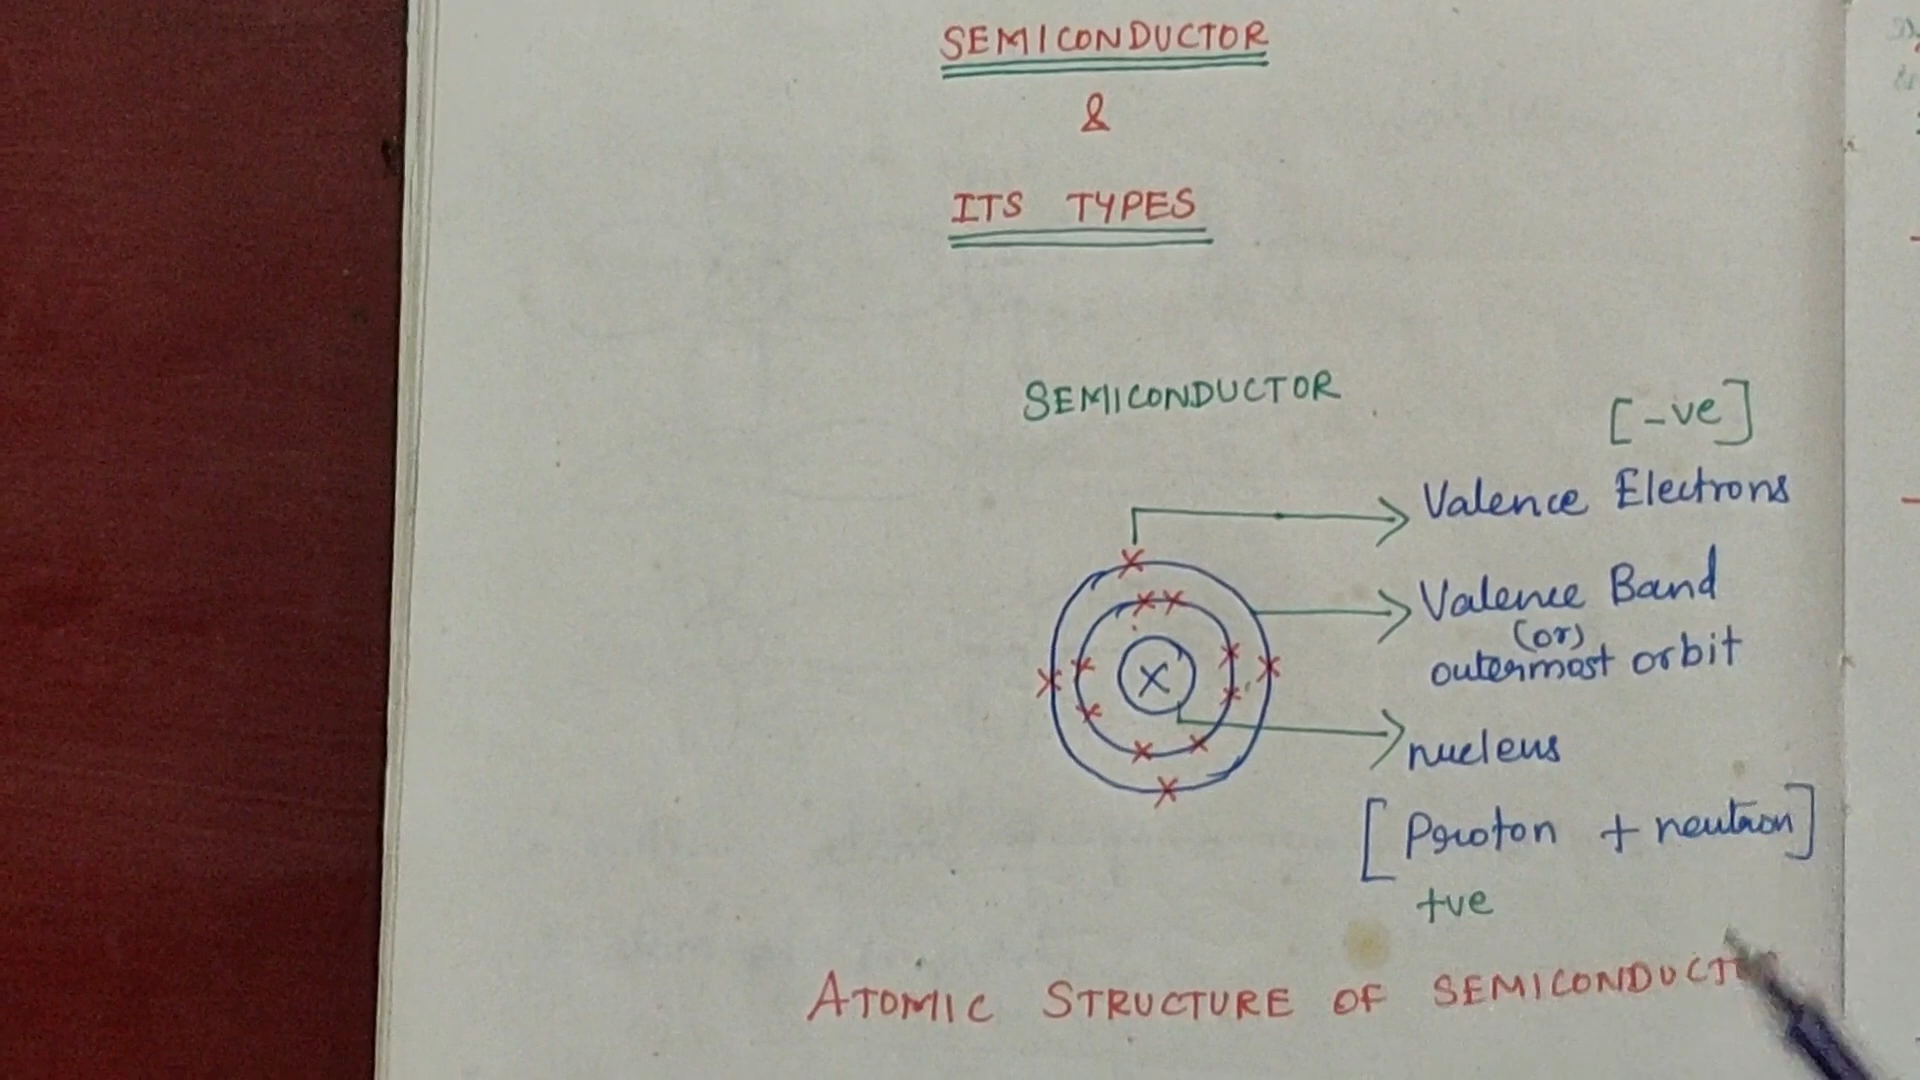 SEMICONDUCTOR
&
ITS TYPES
SEMICONDUCTOR
[-ve]
Valence Electrons
Valence Band
(or)
outermost orbit
nucleus
[Proton + neutron]
+ve
ATOMIC STRUCTURE OF SEMICONDUCTO